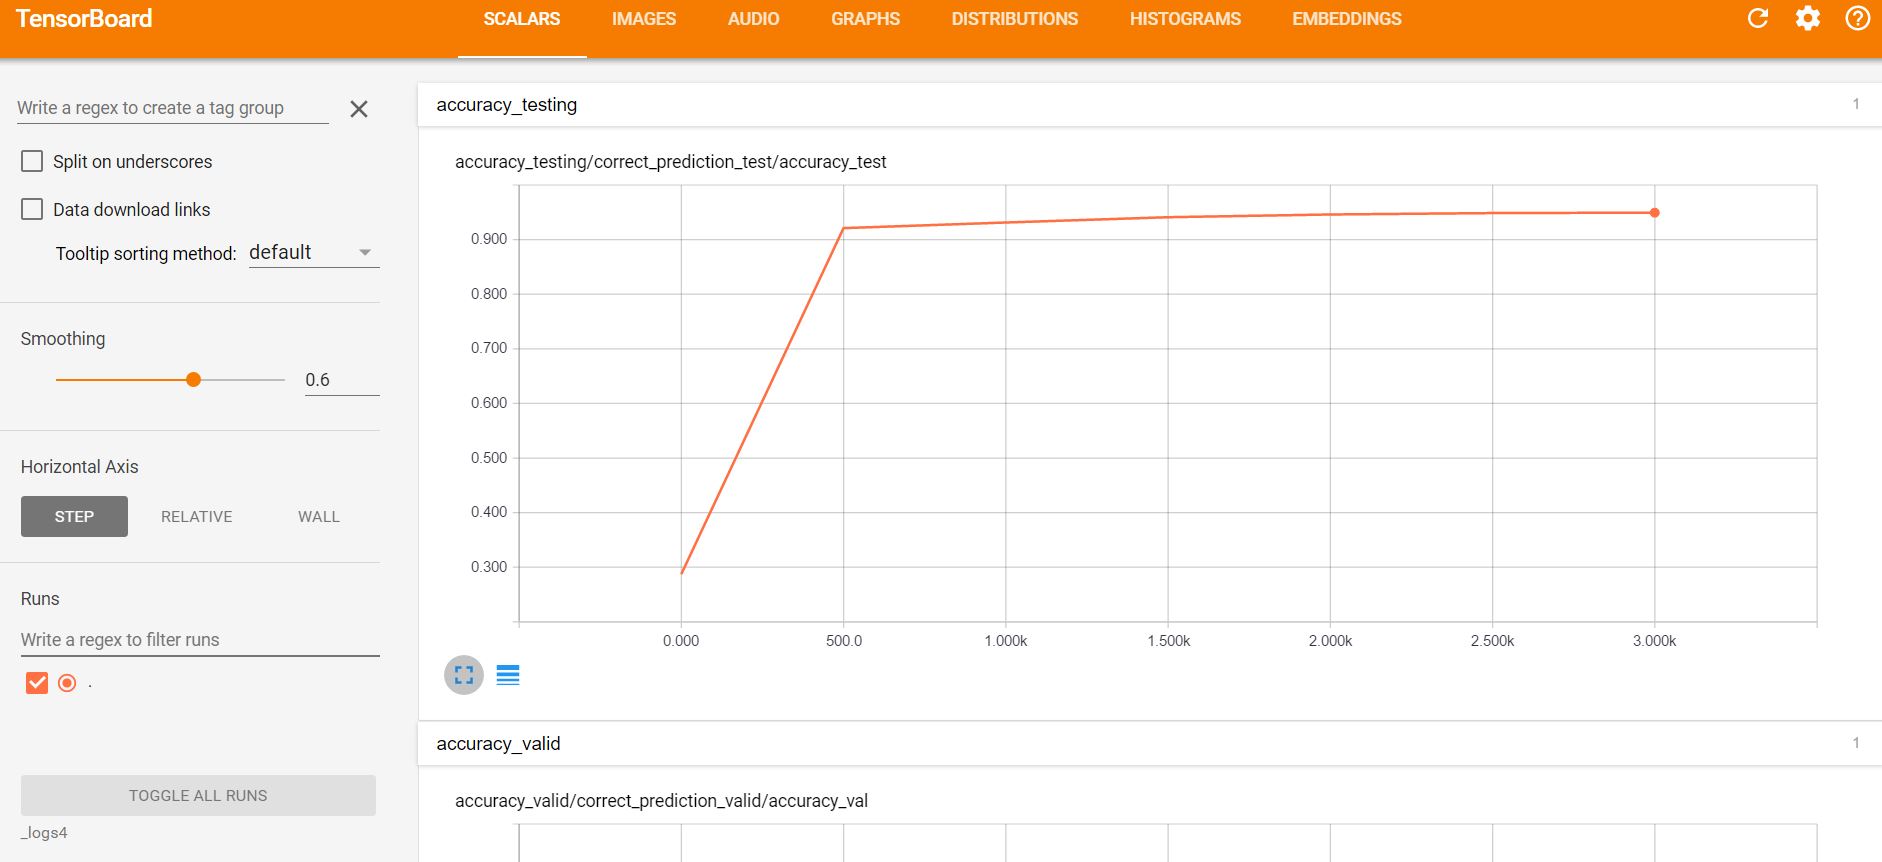 TensorBoard
SCALARS IMAGES AUDIO GRAPHS DISTRIBUTIONS HISTOGRAMS EMBEDDINGS
Write a regex to create a tag group
Split on underscores
Data download links
Tooltip sorting method: default
Smoothing
0.6
Horizontal Axis
STEP RELATIVE WALL
Runs
Write a regex to filter runs
.
TOGGLE ALL RUNS
_logs4
accuracy_testing 1
accuracy_testing/correct_prediction_test/accuracy_test
0.900
0.800
0.700
0.600
0.500
0.400
0.300
0.000 500.0 1.000k 1.500k 2.000k 2.500k 3.000k
accuracy_valid 1
accuracy_valid/correct_prediction_valid/accuracy_val